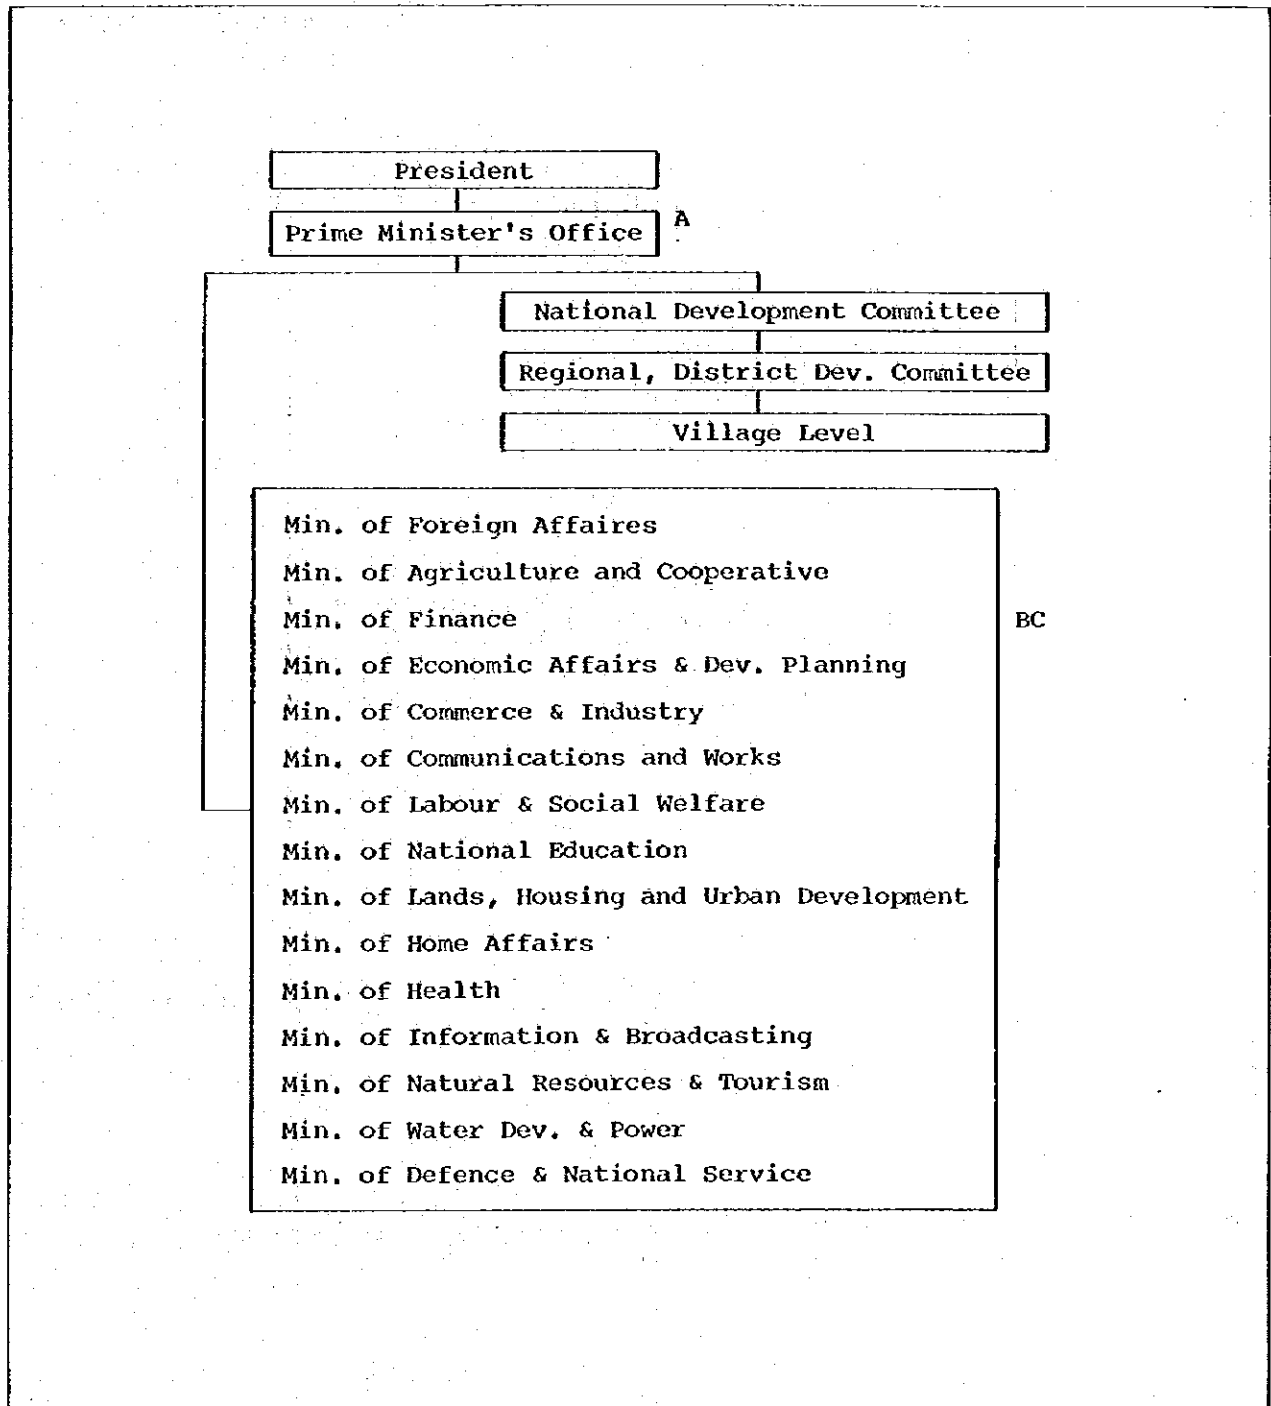 President
Prime Minister's Office
A
National Development Committee
Regional, District Dev. Committee
Village Level
Min. of Foreign Affaires
Min. of Agriculture and Cooperative
Min. of Finance
BC
Min. of Economic Affairs & Dev. Planning
Min. of Commerce & Industry
Min. of Communications and Works
Min. of Labour & Social Welfare
Min. of National Education
Min. of Lands, Housing and Urban Development
Min. of Home Affairs
Min. of Health
Min. of Information & Broadcasting
Min. of Natural Resources & Tourism
Min. of Water Dev. & Power
Min. of Defence & National Service